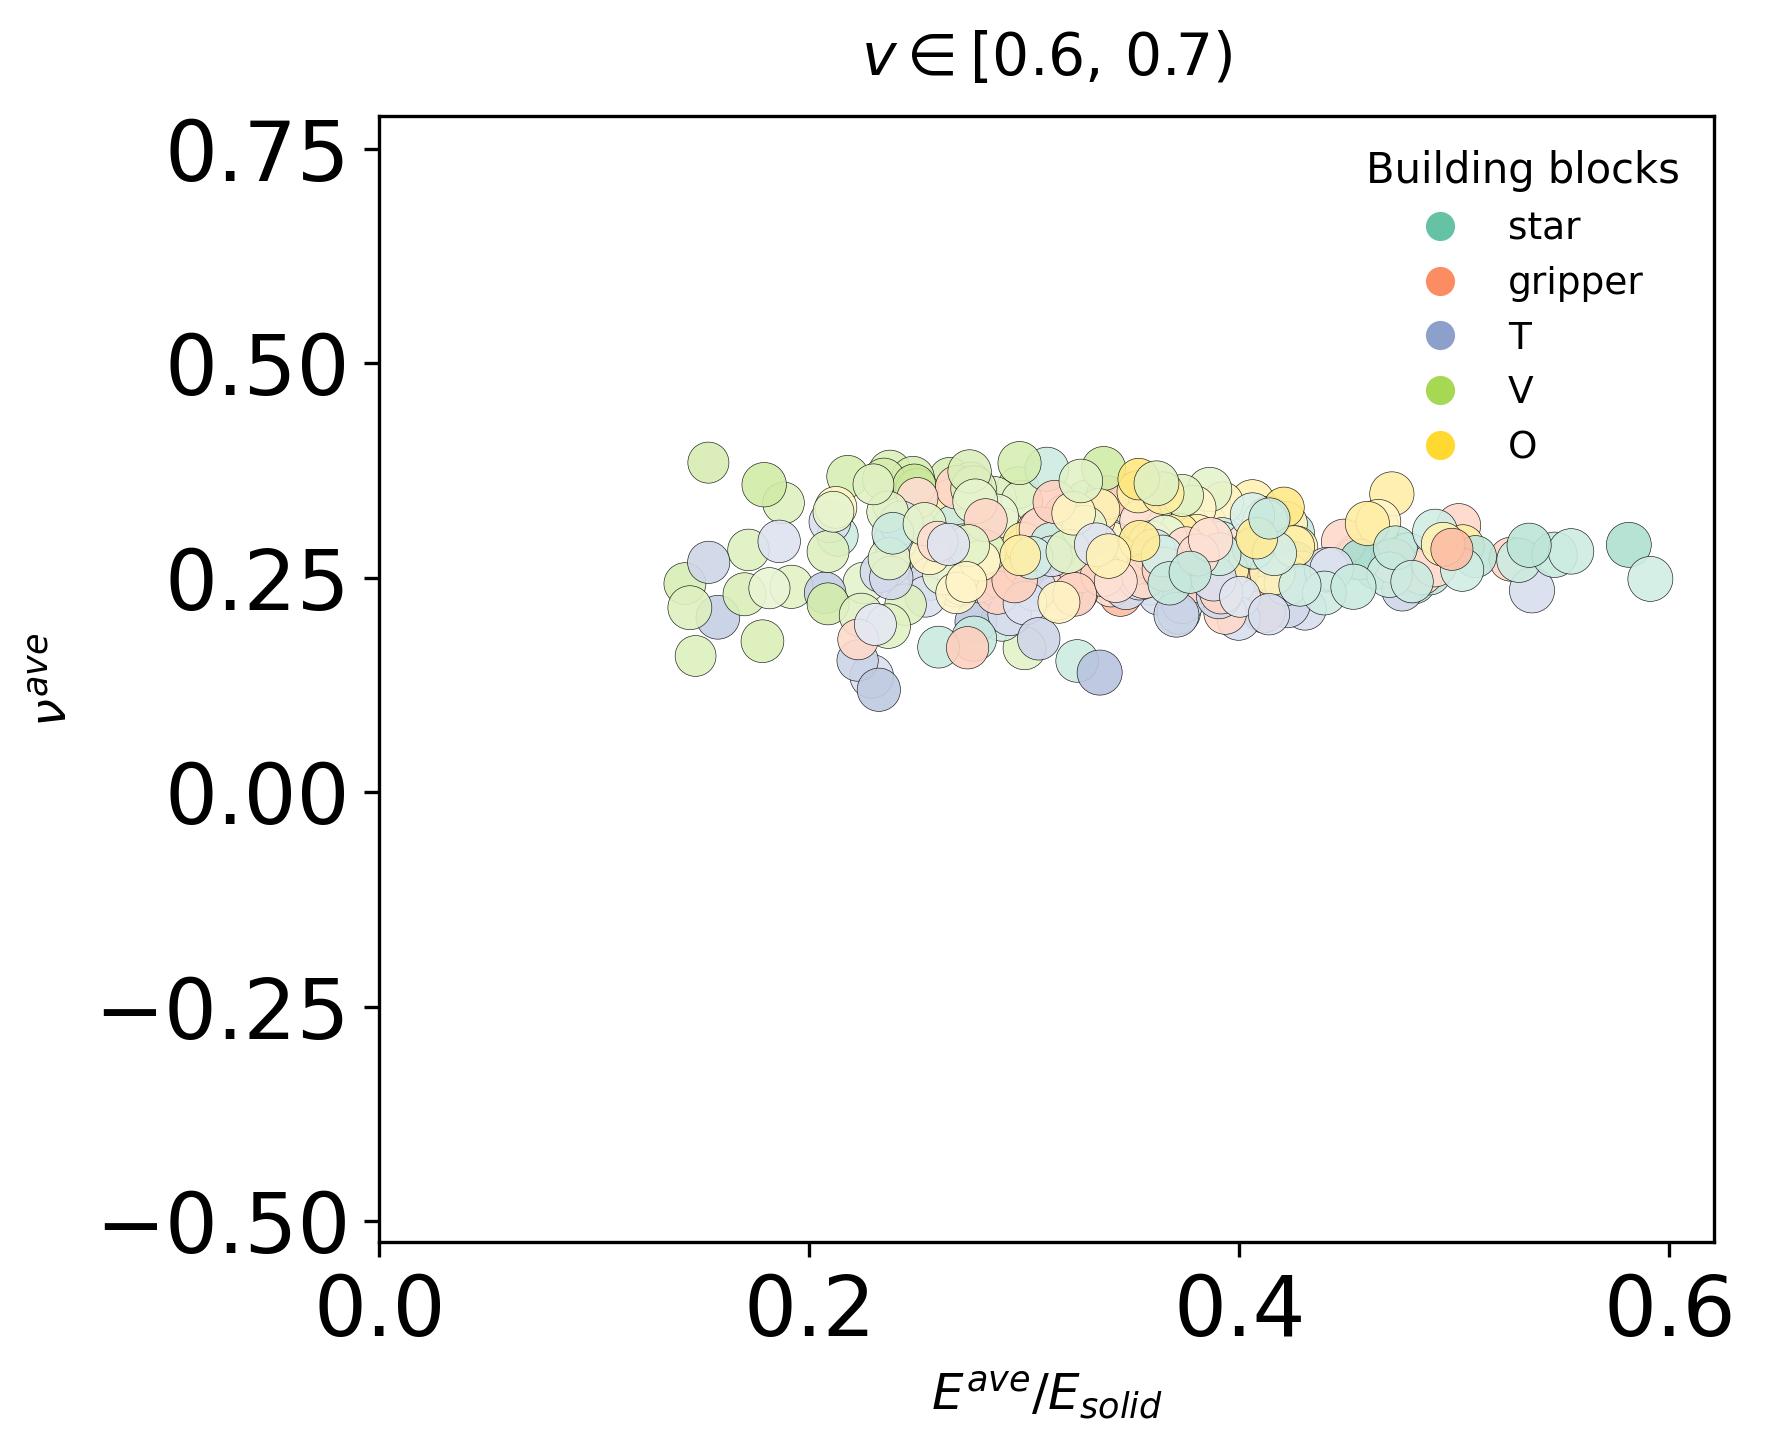 v ∈ [0.6, 0.7)
0.75
0.50
0.25
0.00
−0.25
−0.50
ν^ave
Building blocks
star
gripper
T
V
O
0.0 0.2 0.4 0.6
E^ave/E_solid